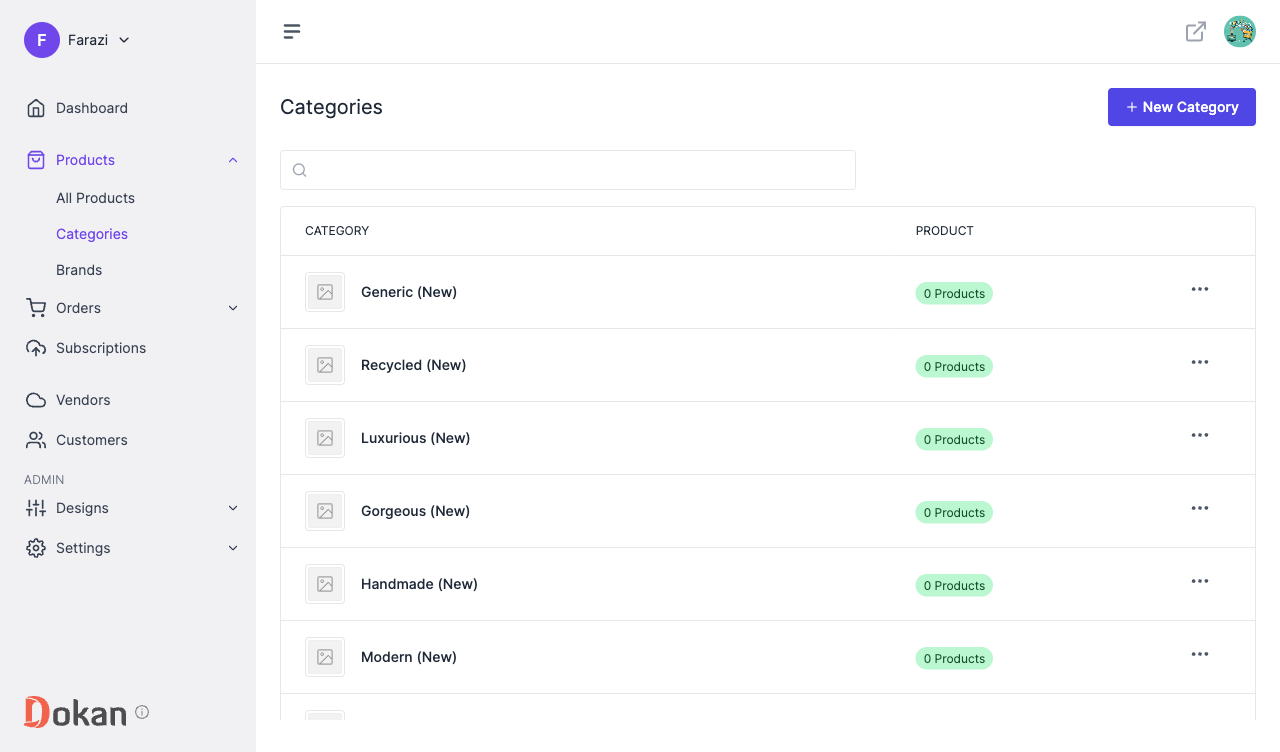 F Farazi
Dashboard
Products
All Products
Categories
Brands
Orders
Subscriptions
Vendors
Customers
ADMIN
Designs
Settings
Dokan
Categories
+ New Category
CATEGORY PRODUCT
Generic (New) 0 Products
Recycled (New) 0 Products
Luxurious (New) 0 Products
Gorgeous (New) 0 Products
Handmade (New) 0 Products
Modern (New) 0 Products